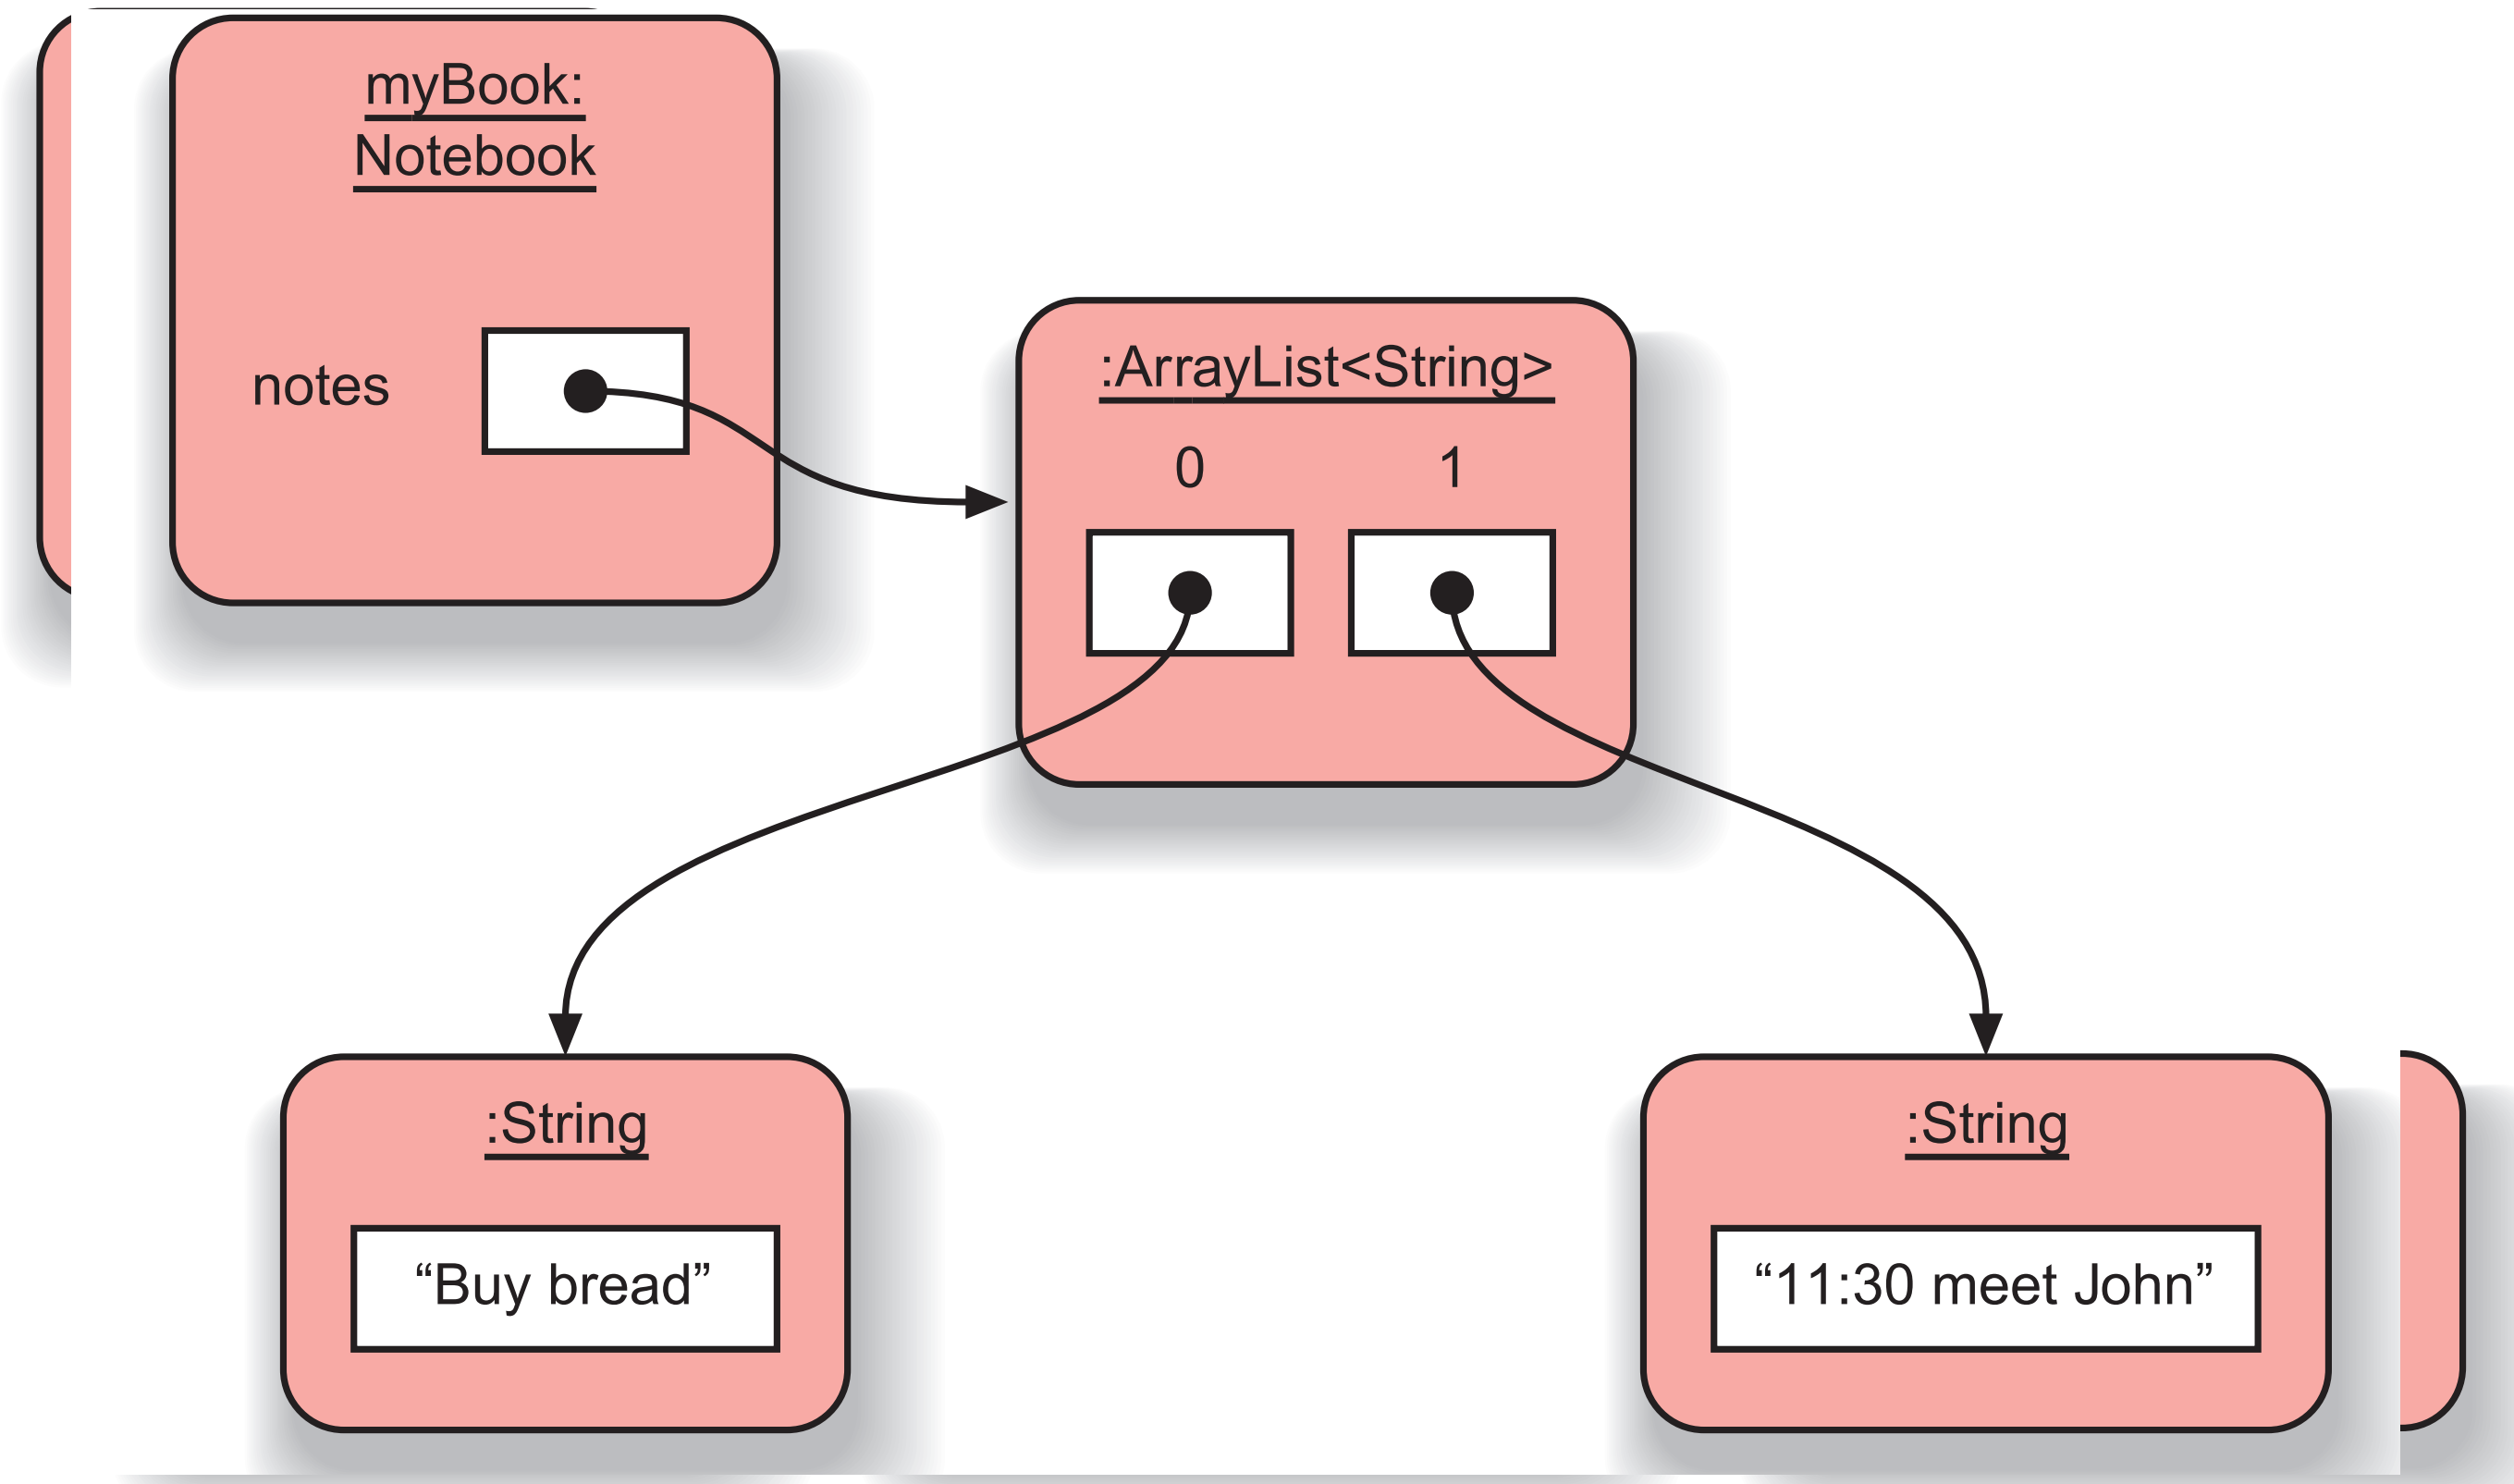 myBook:
Notebook
notes
:ArrayList<String>
0 1
:String
“Buy bread”
:String
“11:30 meet John”